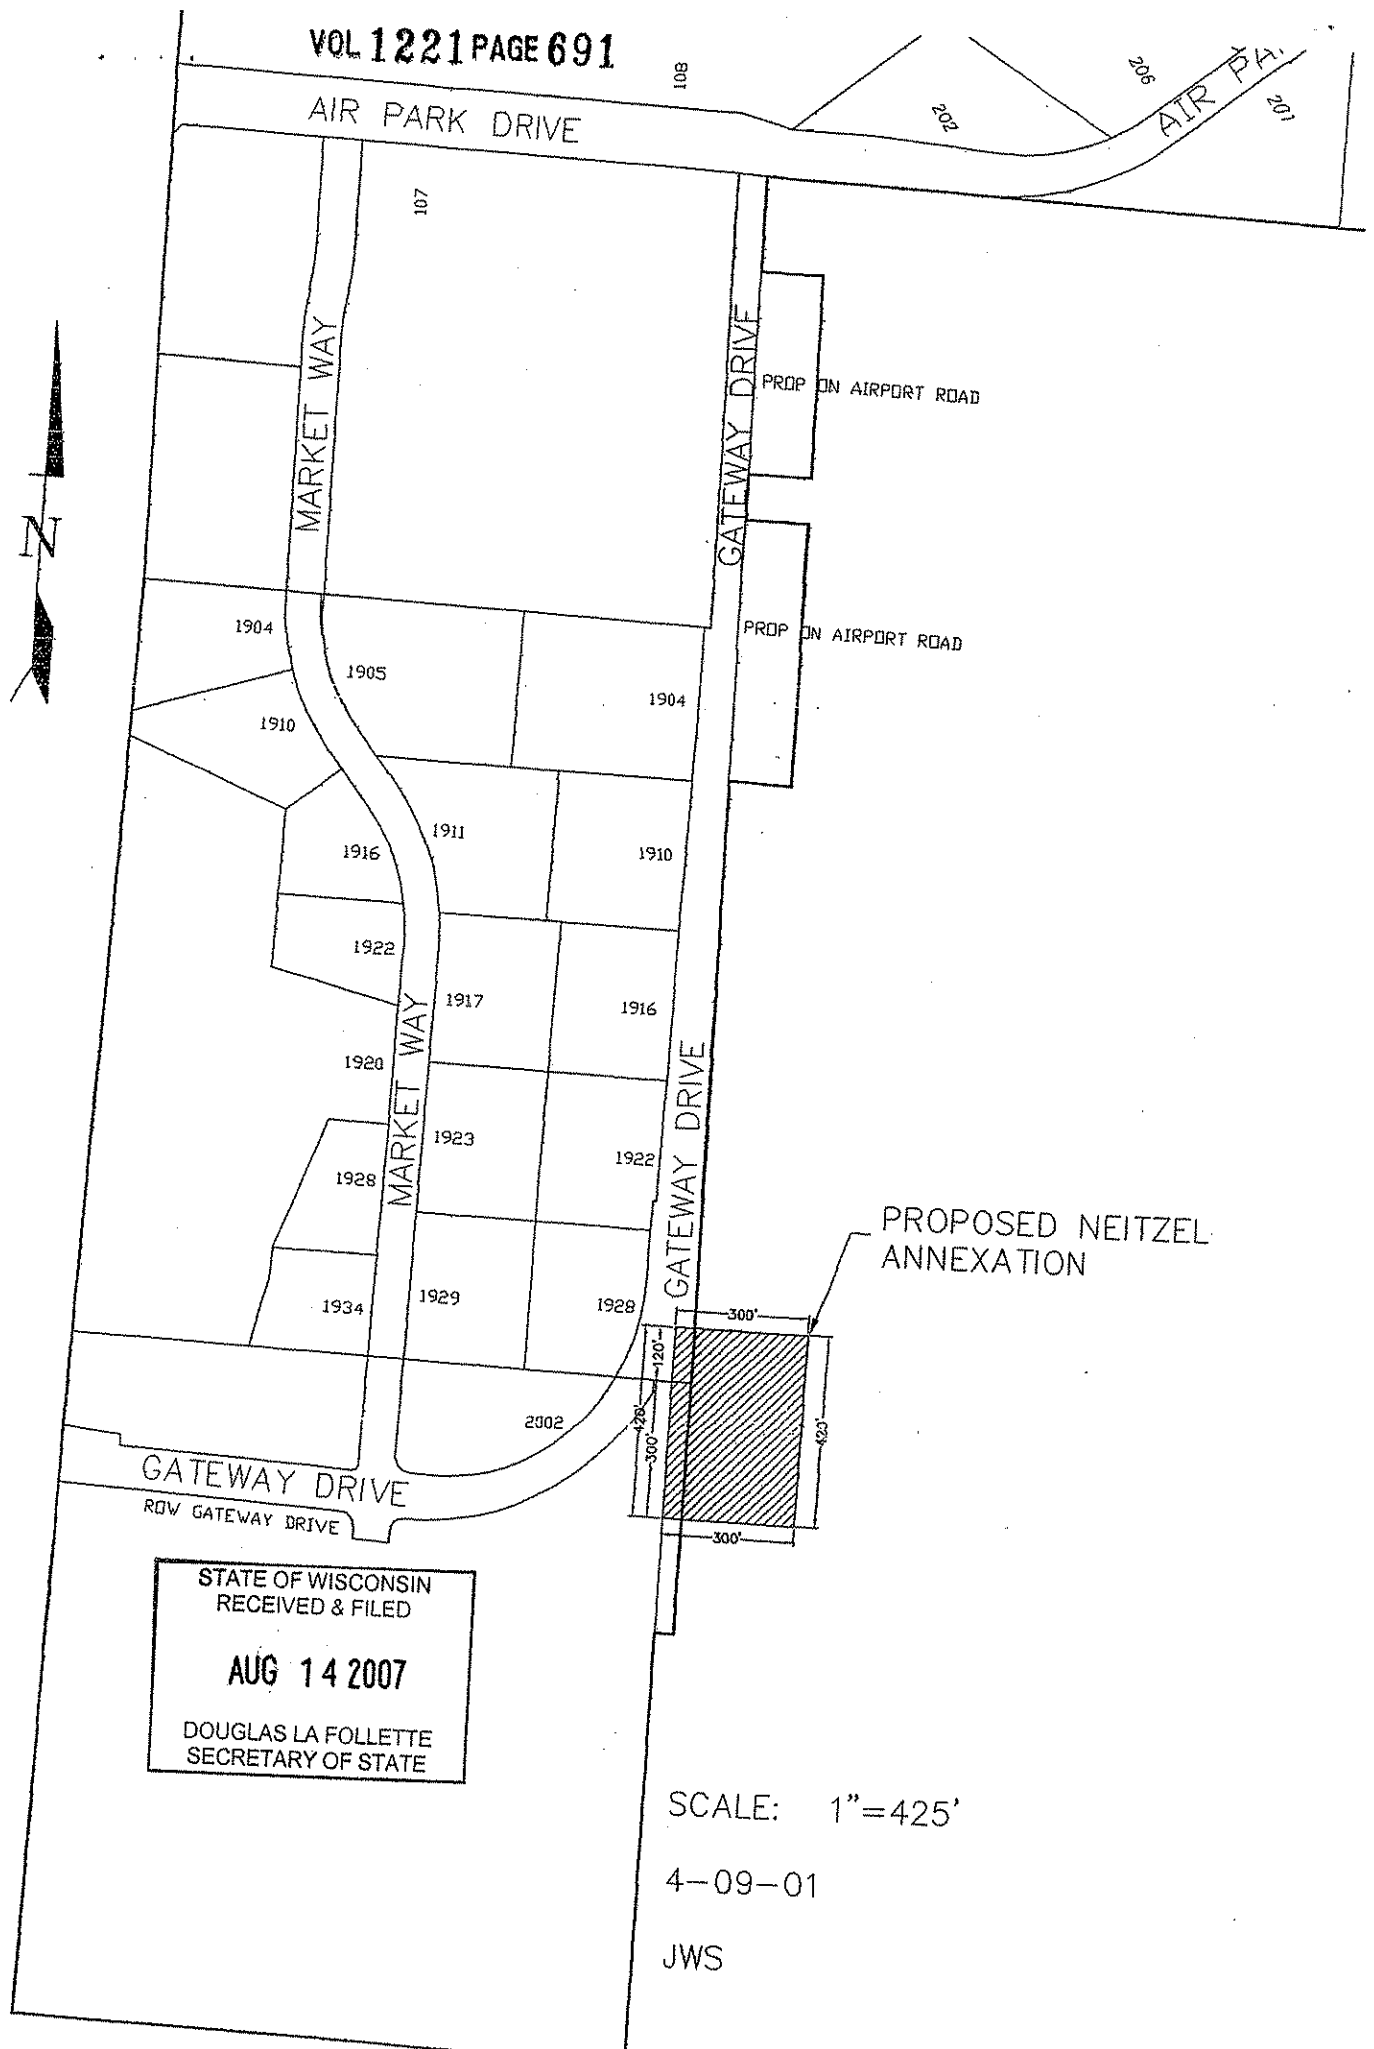 VOL 1221 PAGE 691
108
206
AIR PA
202
201
AIR PARK DRIVE
107
MARKET WAY
GATEWAY DRIVE
PROP ON AIRPORT ROAD
N
PROP ON AIRPORT ROAD
1904
1905
1904
1910
1911
1916
1910
1922
1917
1916
MARKET WAY
1920
GATEWAY DRIVE
1923
1922
1928
PROPOSED NEITZEL
ANNEXATION
1929
1934
1928
300'
120'
420'
300'
420'
300'
2002
GATEWAY DRIVE
ROW GATEWAY DRIVE
STATE OF WISCONSIN
RECEIVED & FILED
AUG 14 2007
DOUGLAS LA FOLLETTE
SECRETARY OF STATE
SCALE: 1"=425'
4-09-01
JWS